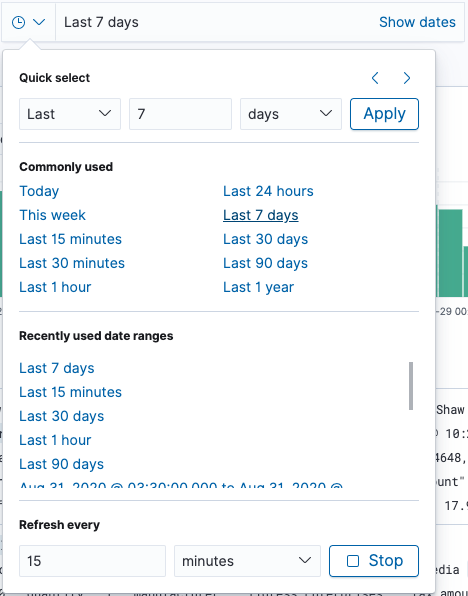 Last 7 days Show dates
Quick select
Last 7 days Apply
Commonly used
Today Last 24 hours
This week Last 7 days
Last 15 minutes Last 30 days
Last 30 minutes Last 90 days
Last 1 hour Last 1 year
-29 00
Recently used date ranges
Last 7 days
Last 15 minutes
Last 30 days
Shaw
Last 1 hour
10:
Last 90 days
4648,
Aug 31, 2020 @ 03:30:00.000 to Aug 31, 2020 @
ount"
17.9
Refresh every
15 minutes Stop
edia
tax amou